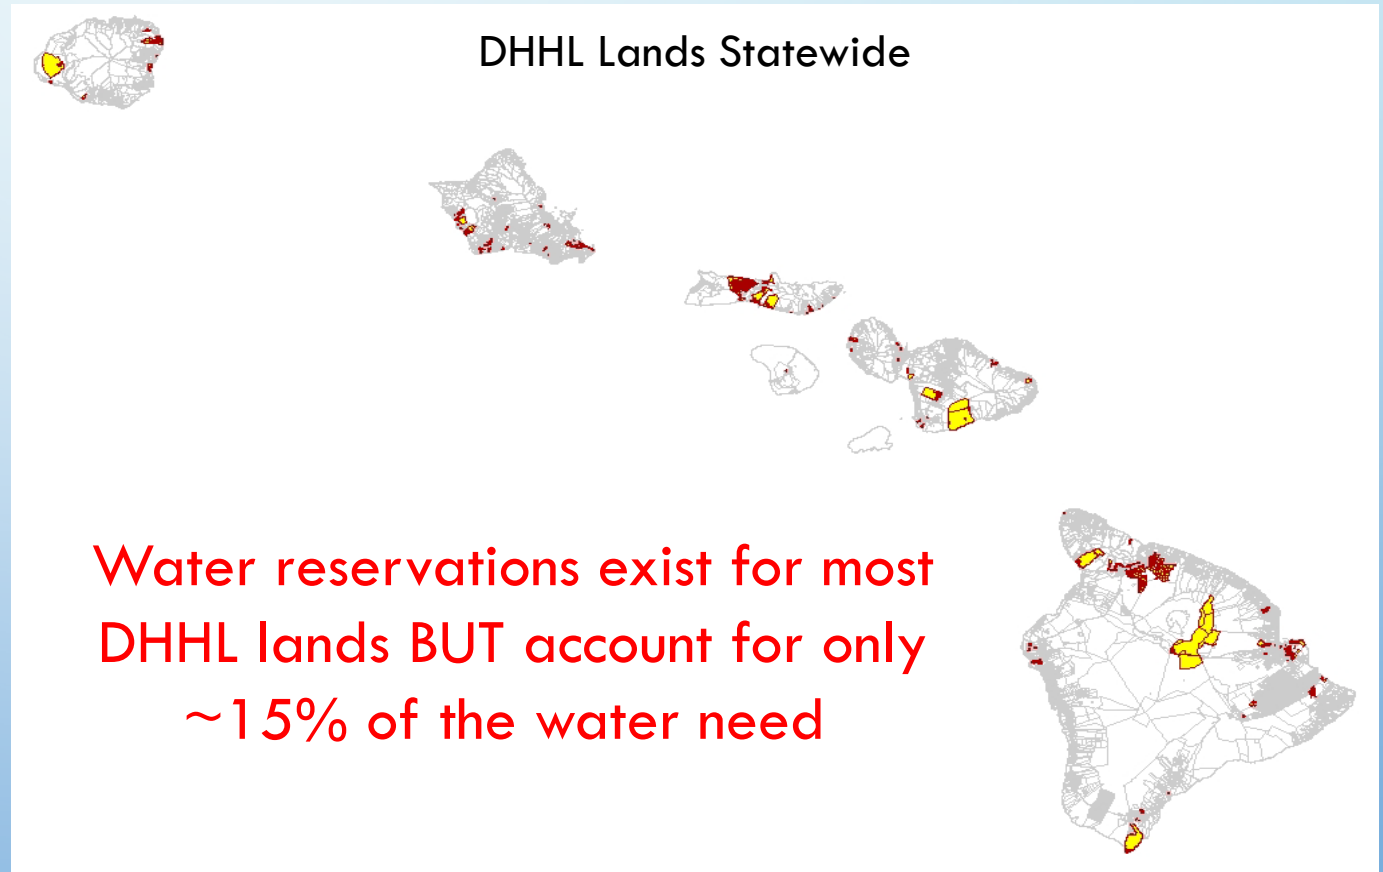 DHHL Lands Statewide
Water reservations exist for most
DHHL lands BUT account for only
~15% of the water need